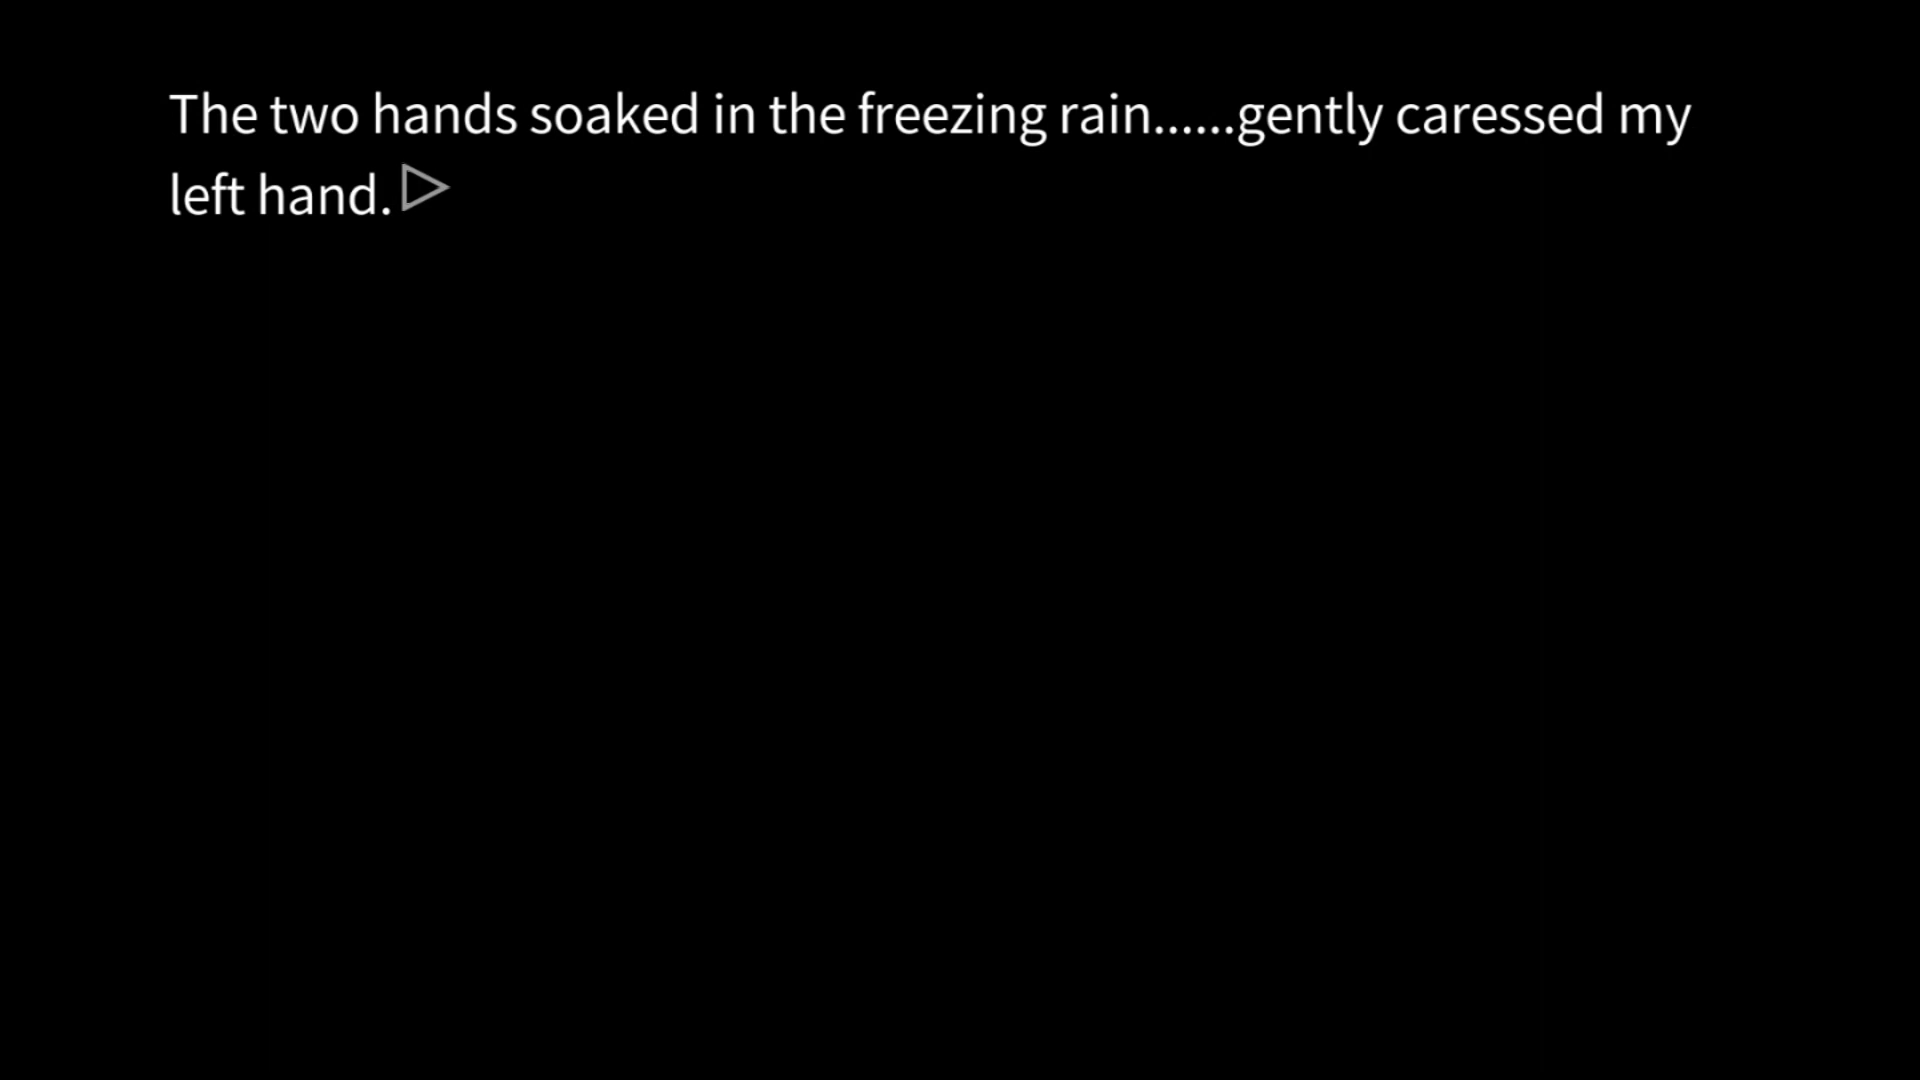 The two hands soaked in the freezing rain......gently caressed my
left hand.